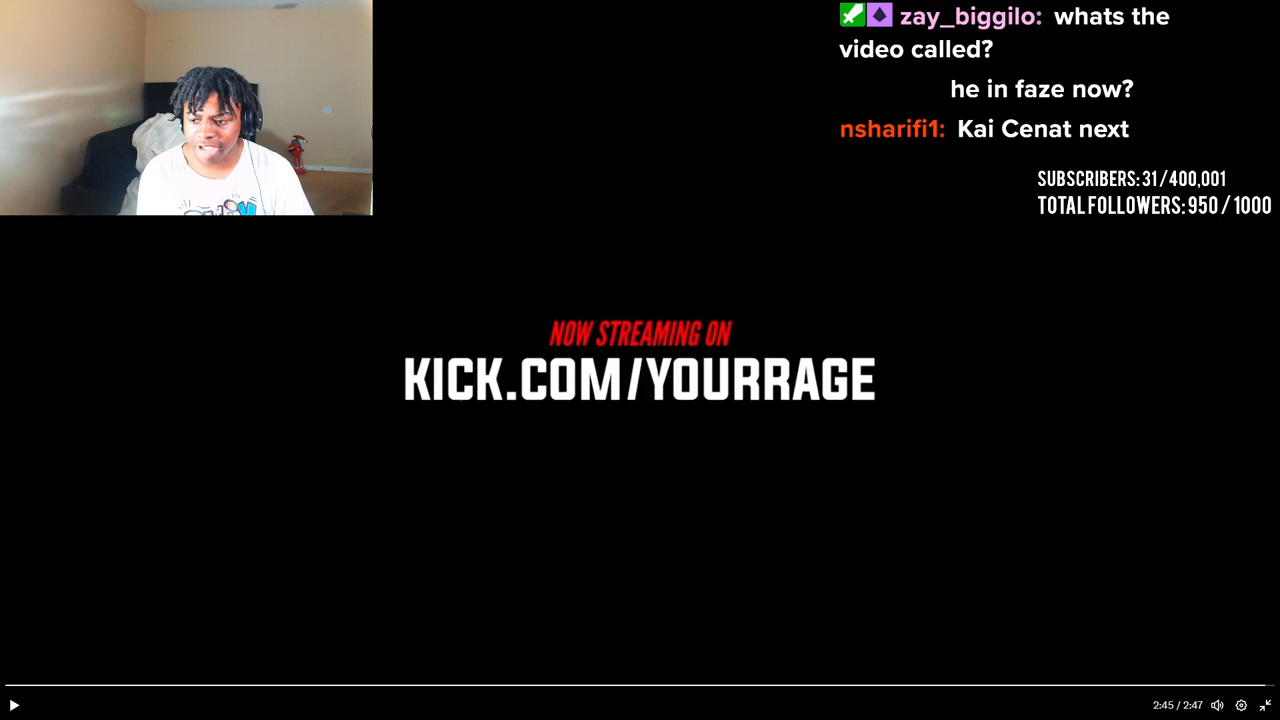 zay_biggilo: whats the
video called?
he in faze now?
nsharifi1: Kai Cenat next
SUBSCRIBERS: 31 / 400,001
TOTAL FOLLOWERS: 950 / 1000
NOW STREAMING ON
KICK.COM/YOURRAGE
2:45 / 2:47